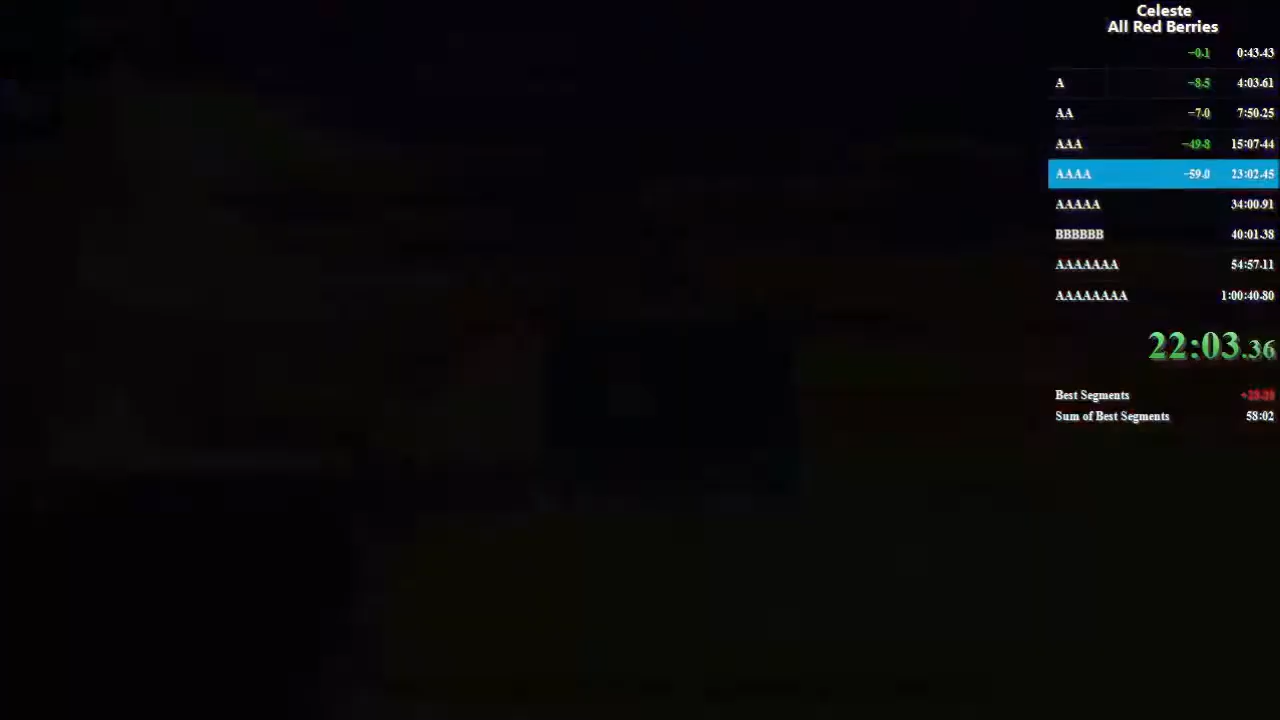 Celeste
All Red Berries
−0.1 0:43.43
A −8.5 4:03.61
AA −7.0 7:50.25
AAA −49.8 15:07.44
AAAA −59.0 23:02.45
AAAAA 34:00.91
BBBBBB 40:01.38
AAAAAAA 54:57.11
AAAAAAAA 1:00:40.80
22:03.36
Best Segments
Sum of Best Segments 58:02